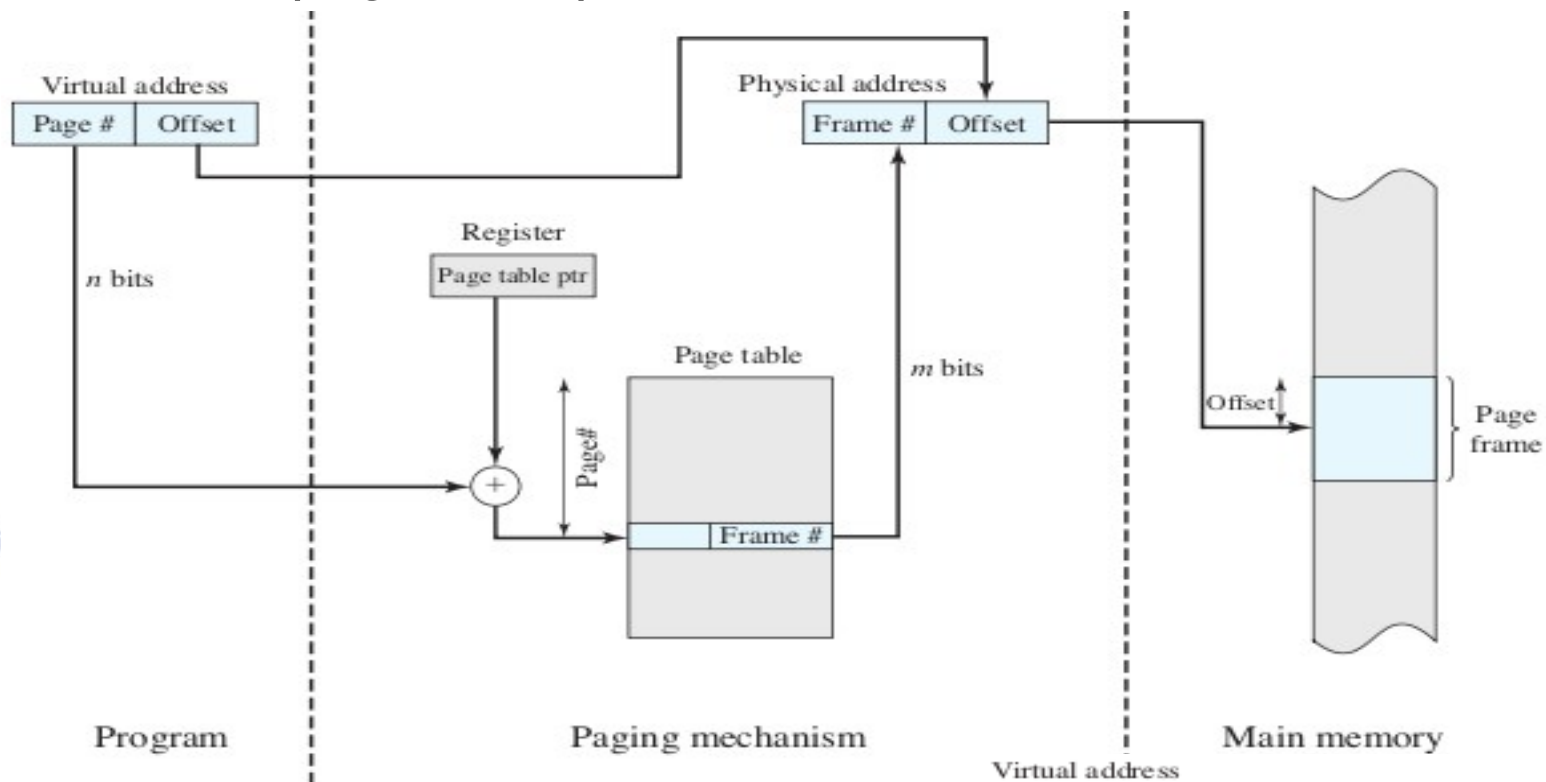 Virtual address
Page # Offset
Physical address
Frame # Offset
Register
Page table ptr
n bits
Page table
m bits
Page#
+
Frame #
Offset
Page
frame
Program
Paging mechanism
Main memory
Virtual address